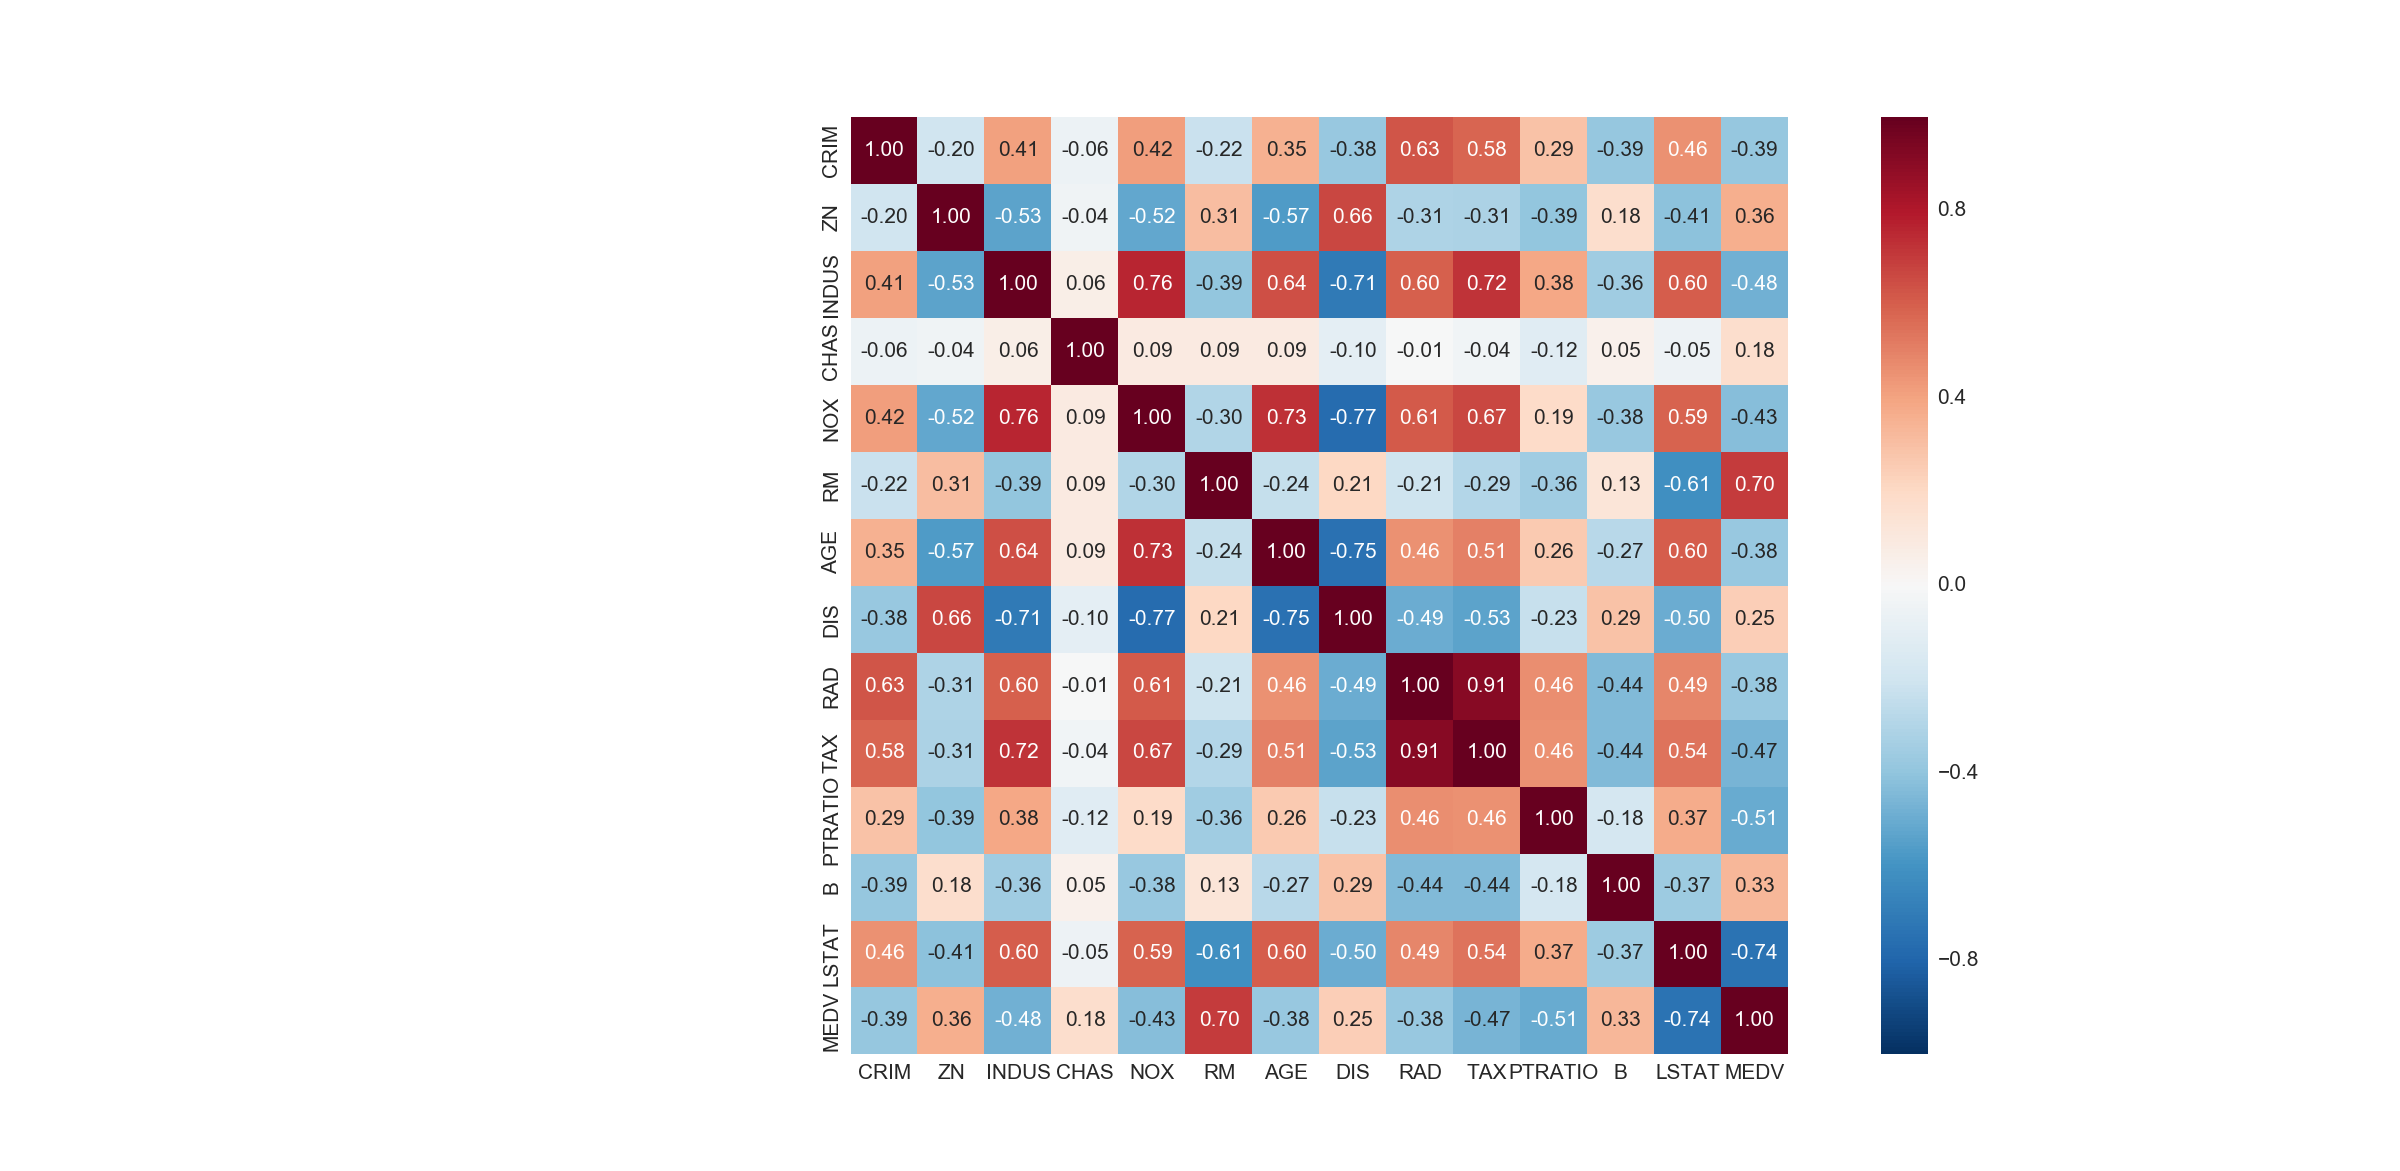 CRIM 1.00 -0.20 0.41 -0.06 0.42 -0.22 0.35 -0.38 0.63 0.58 0.29 -0.39 0.46 -0.39
ZN -0.20 1.00 -0.53 -0.04 -0.52 0.31 -0.57 0.66 -0.31 -0.31 -0.39 0.18 -0.41 0.36
INDUS 0.41 -0.53 1.00 0.06 0.76 -0.39 0.64 -0.71 0.60 0.72 0.38 -0.36 0.60 -0.48
CHAS -0.06 -0.04 0.06 1.00 0.09 0.09 0.09 -0.10 -0.01 -0.04 -0.12 0.05 -0.05 0.18
NOX 0.42 -0.52 0.76 0.09 1.00 -0.30 0.73 -0.77 0.61 0.67 0.19 -0.38 0.59 -0.43
RM -0.22 0.31 -0.39 0.09 -0.30 1.00 -0.24 0.21 -0.21 -0.29 -0.36 0.13 -0.61 0.70
AGE 0.35 -0.57 0.64 0.09 0.73 -0.24 1.00 -0.75 0.46 0.51 0.26 -0.27 0.60 -0.38
DIS -0.38 0.66 -0.71 -0.10 -0.77 0.21 -0.75 1.00 -0.49 -0.53 -0.23 0.29 -0.50 0.25
RAD 0.63 -0.31 0.60 -0.01 0.61 -0.21 0.46 -0.49 1.00 0.91 0.46 -0.44 0.49 -0.38
TAX 0.58 -0.31 0.72 -0.04 0.67 -0.29 0.51 -0.53 0.91 1.00 0.46 -0.44 0.54 -0.47
PTRATIO 0.29 -0.39 0.38 -0.12 0.19 -0.36 0.26 -0.23 0.46 0.46 1.00 -0.18 0.37 -0.51
B -0.39 0.18 -0.36 0.05 -0.38 0.13 -0.27 0.29 -0.44 -0.44 -0.18 1.00 -0.37 0.33
LSTAT 0.46 -0.41 0.60 -0.05 0.59 -0.61 0.60 -0.50 0.49 0.54 0.37 -0.37 1.00 -0.74
MEDV -0.39 0.36 -0.48 0.18 -0.43 0.70 -0.38 0.25 -0.38 -0.47 -0.51 0.33 -0.74 1.00
CRIM ZN INDUS CHAS NOX RM AGE DIS RAD TAX PTRATIO B LSTAT MEDV
0.8
0.4
0.0
−0.4
−0.8